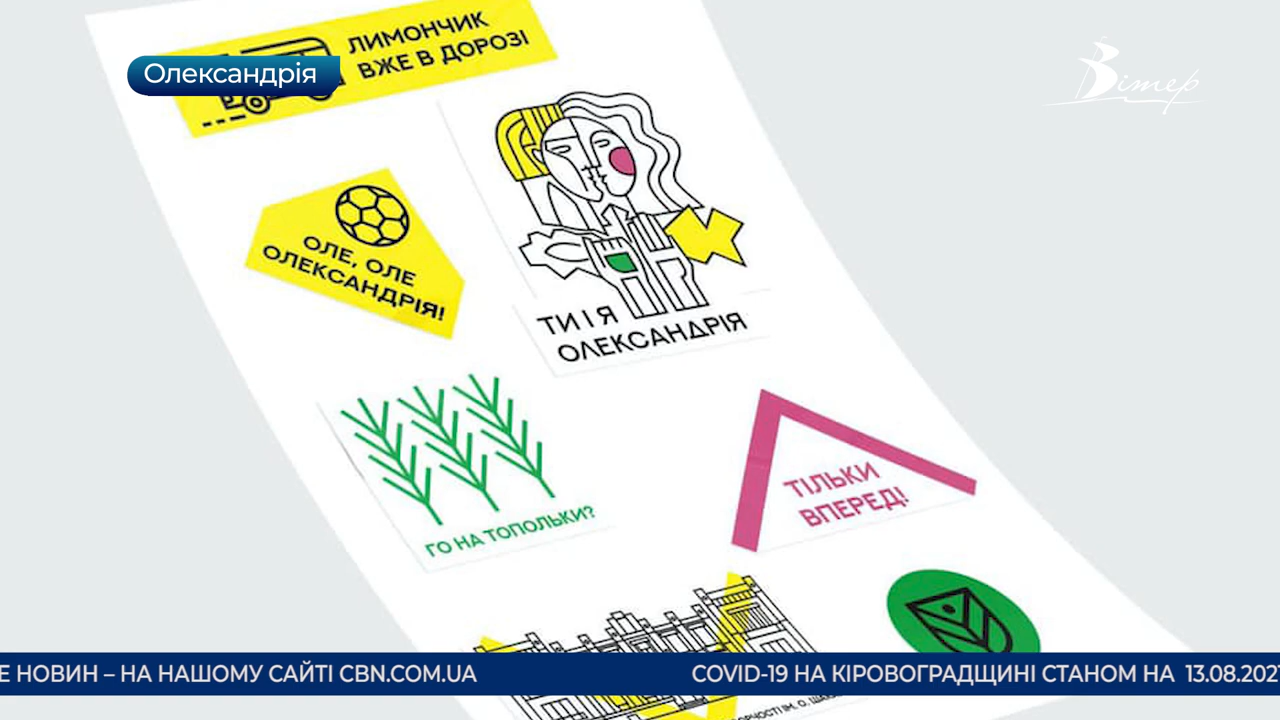 ЛИМОНЧИК
ВЖЕ В ДОРОЗІ
Олександрія
Вітер
ОЛЕ, ОЛЕ
ОЛЕКСАНДРІЯ!
ТИ І Я
ОЛЕКСАНДРІЯ
ГО НА ТОПОЛЬКИ?
ТІЛЬКИ
ВПЕРЕД!
Е НОВИН – НА НАШОМУ САЙТІ CBN.COM.UA
COVID-19 НА КІРОВОГРАДЩИНІ СТАНОМ НА 13.08.2021